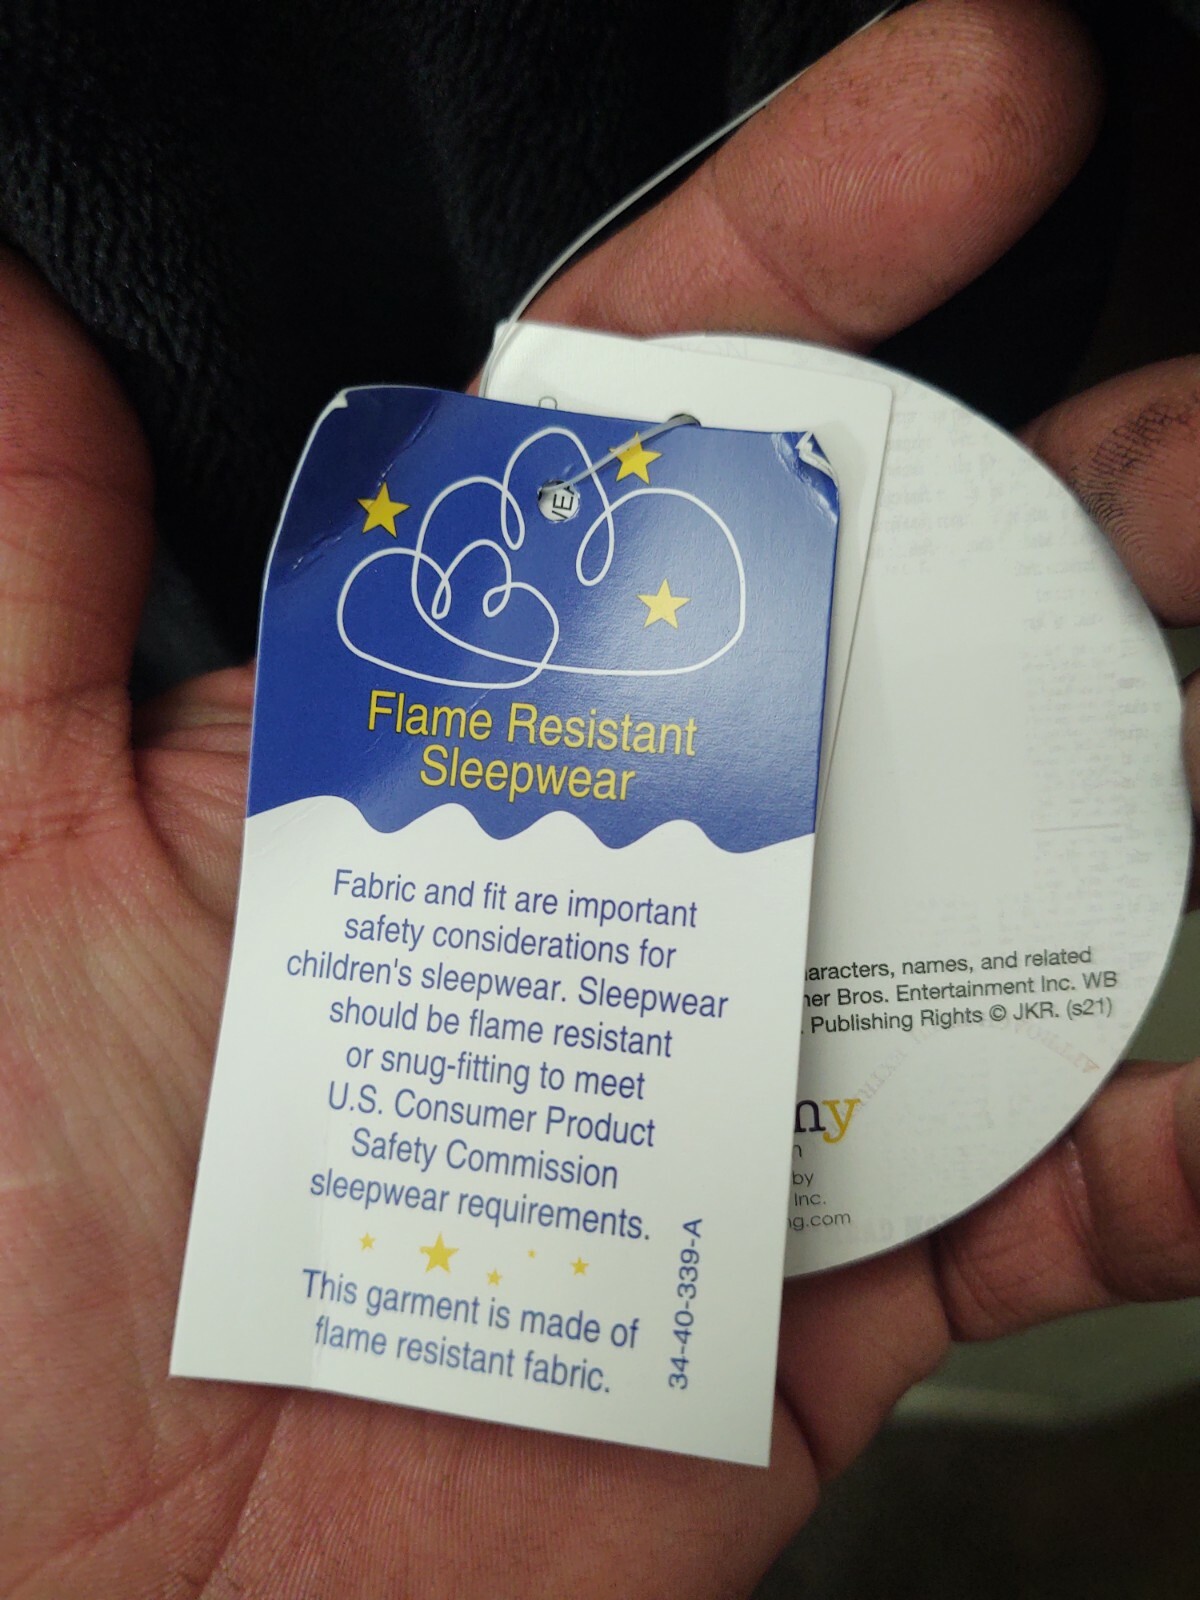 Flame Resistant
Sleepwear
Fabric and fit are important
safety considerations for
children's sleepwear. Sleepwear
should be flame resistant
or snug-fitting to meet
U.S. Consumer Product
Safety Commission
sleepwear requirements.
This garment is made of
flame resistant fabric.
34-40-339-A
names, and related
Bros. Entertainment Inc. WB
Publishing Rights © JKR. (s21)
by
Inc.